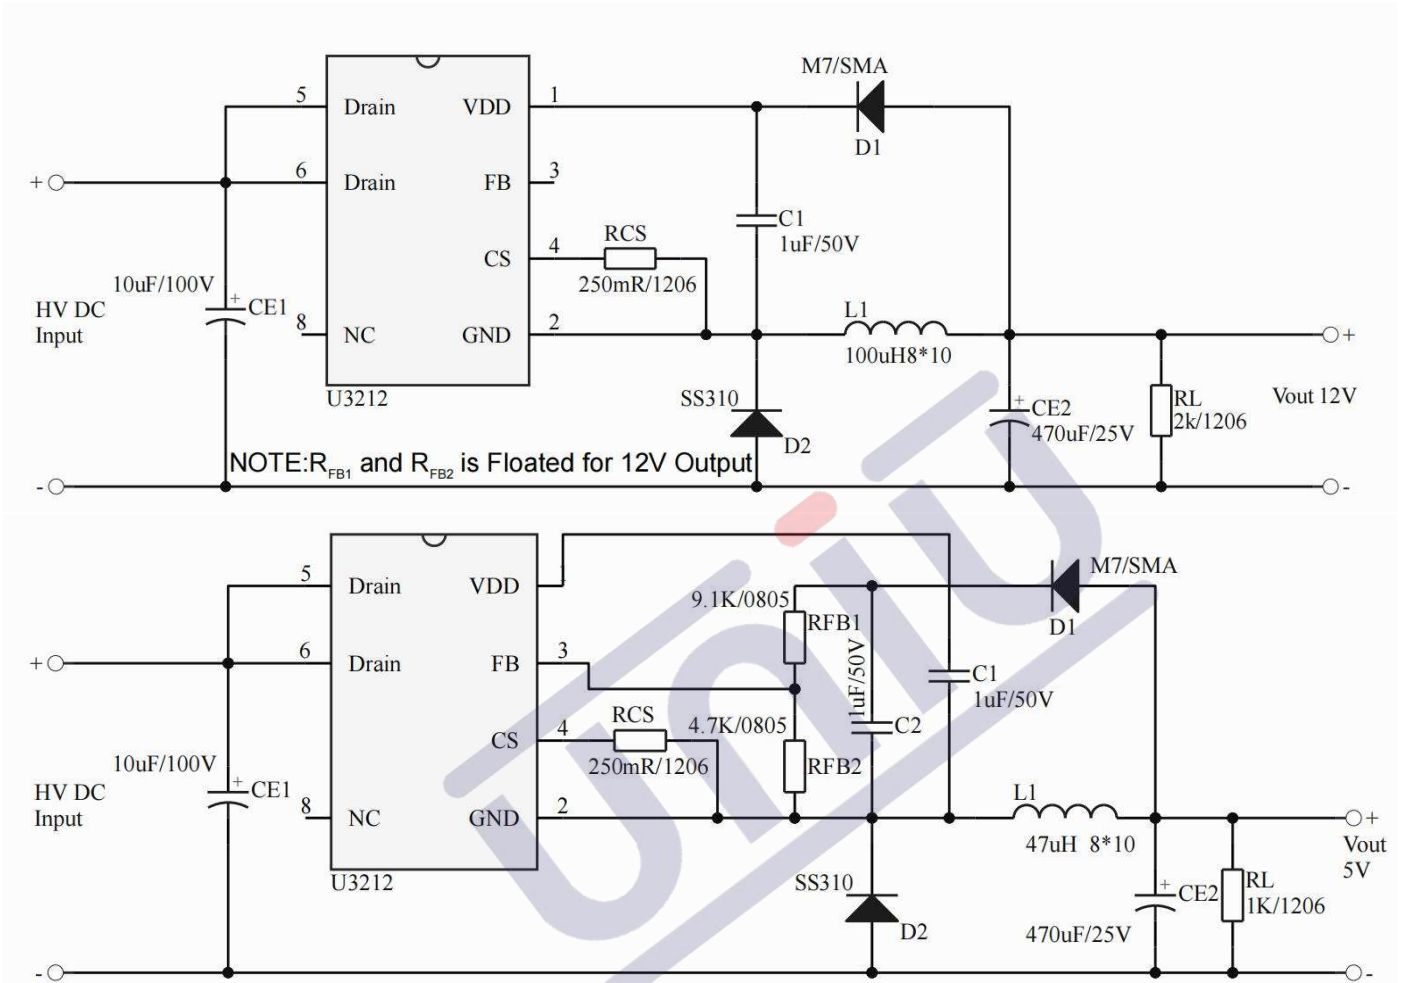 M7/SMA
5 Drain VDD 1
D1
+ 6 Drain FB 3
C1
1uF/50V
RCS
CS 4
250mR/1206
10uF/100V
+ CE1
HV DC
Input
8 NC GND 2
L1
100uH8*10
+
U3212
SS310
D2
+ CE2
470uF/25V
RL
2k/1206
Vout 12V
NOTE:RFB1 and RFB2 is Floated for 12V Output
- -
uniu
5 Drain VDD 1
M7/SMA
D1
9.1K/0805
RFB1
+ 6 Drain FB 3
1uF/50V
C2
C1
1uF/50V
RCS
CS 4
250mR/1206
4.7K/0805
RFB2
10uF/100V
+ CE1
HV DC
Input
8 NC GND 2
L1
47uH 8*10
+
Vout
5V
U3212
SS310
D2
+ CE2
470uF/25V
RL
1K/1206
- -